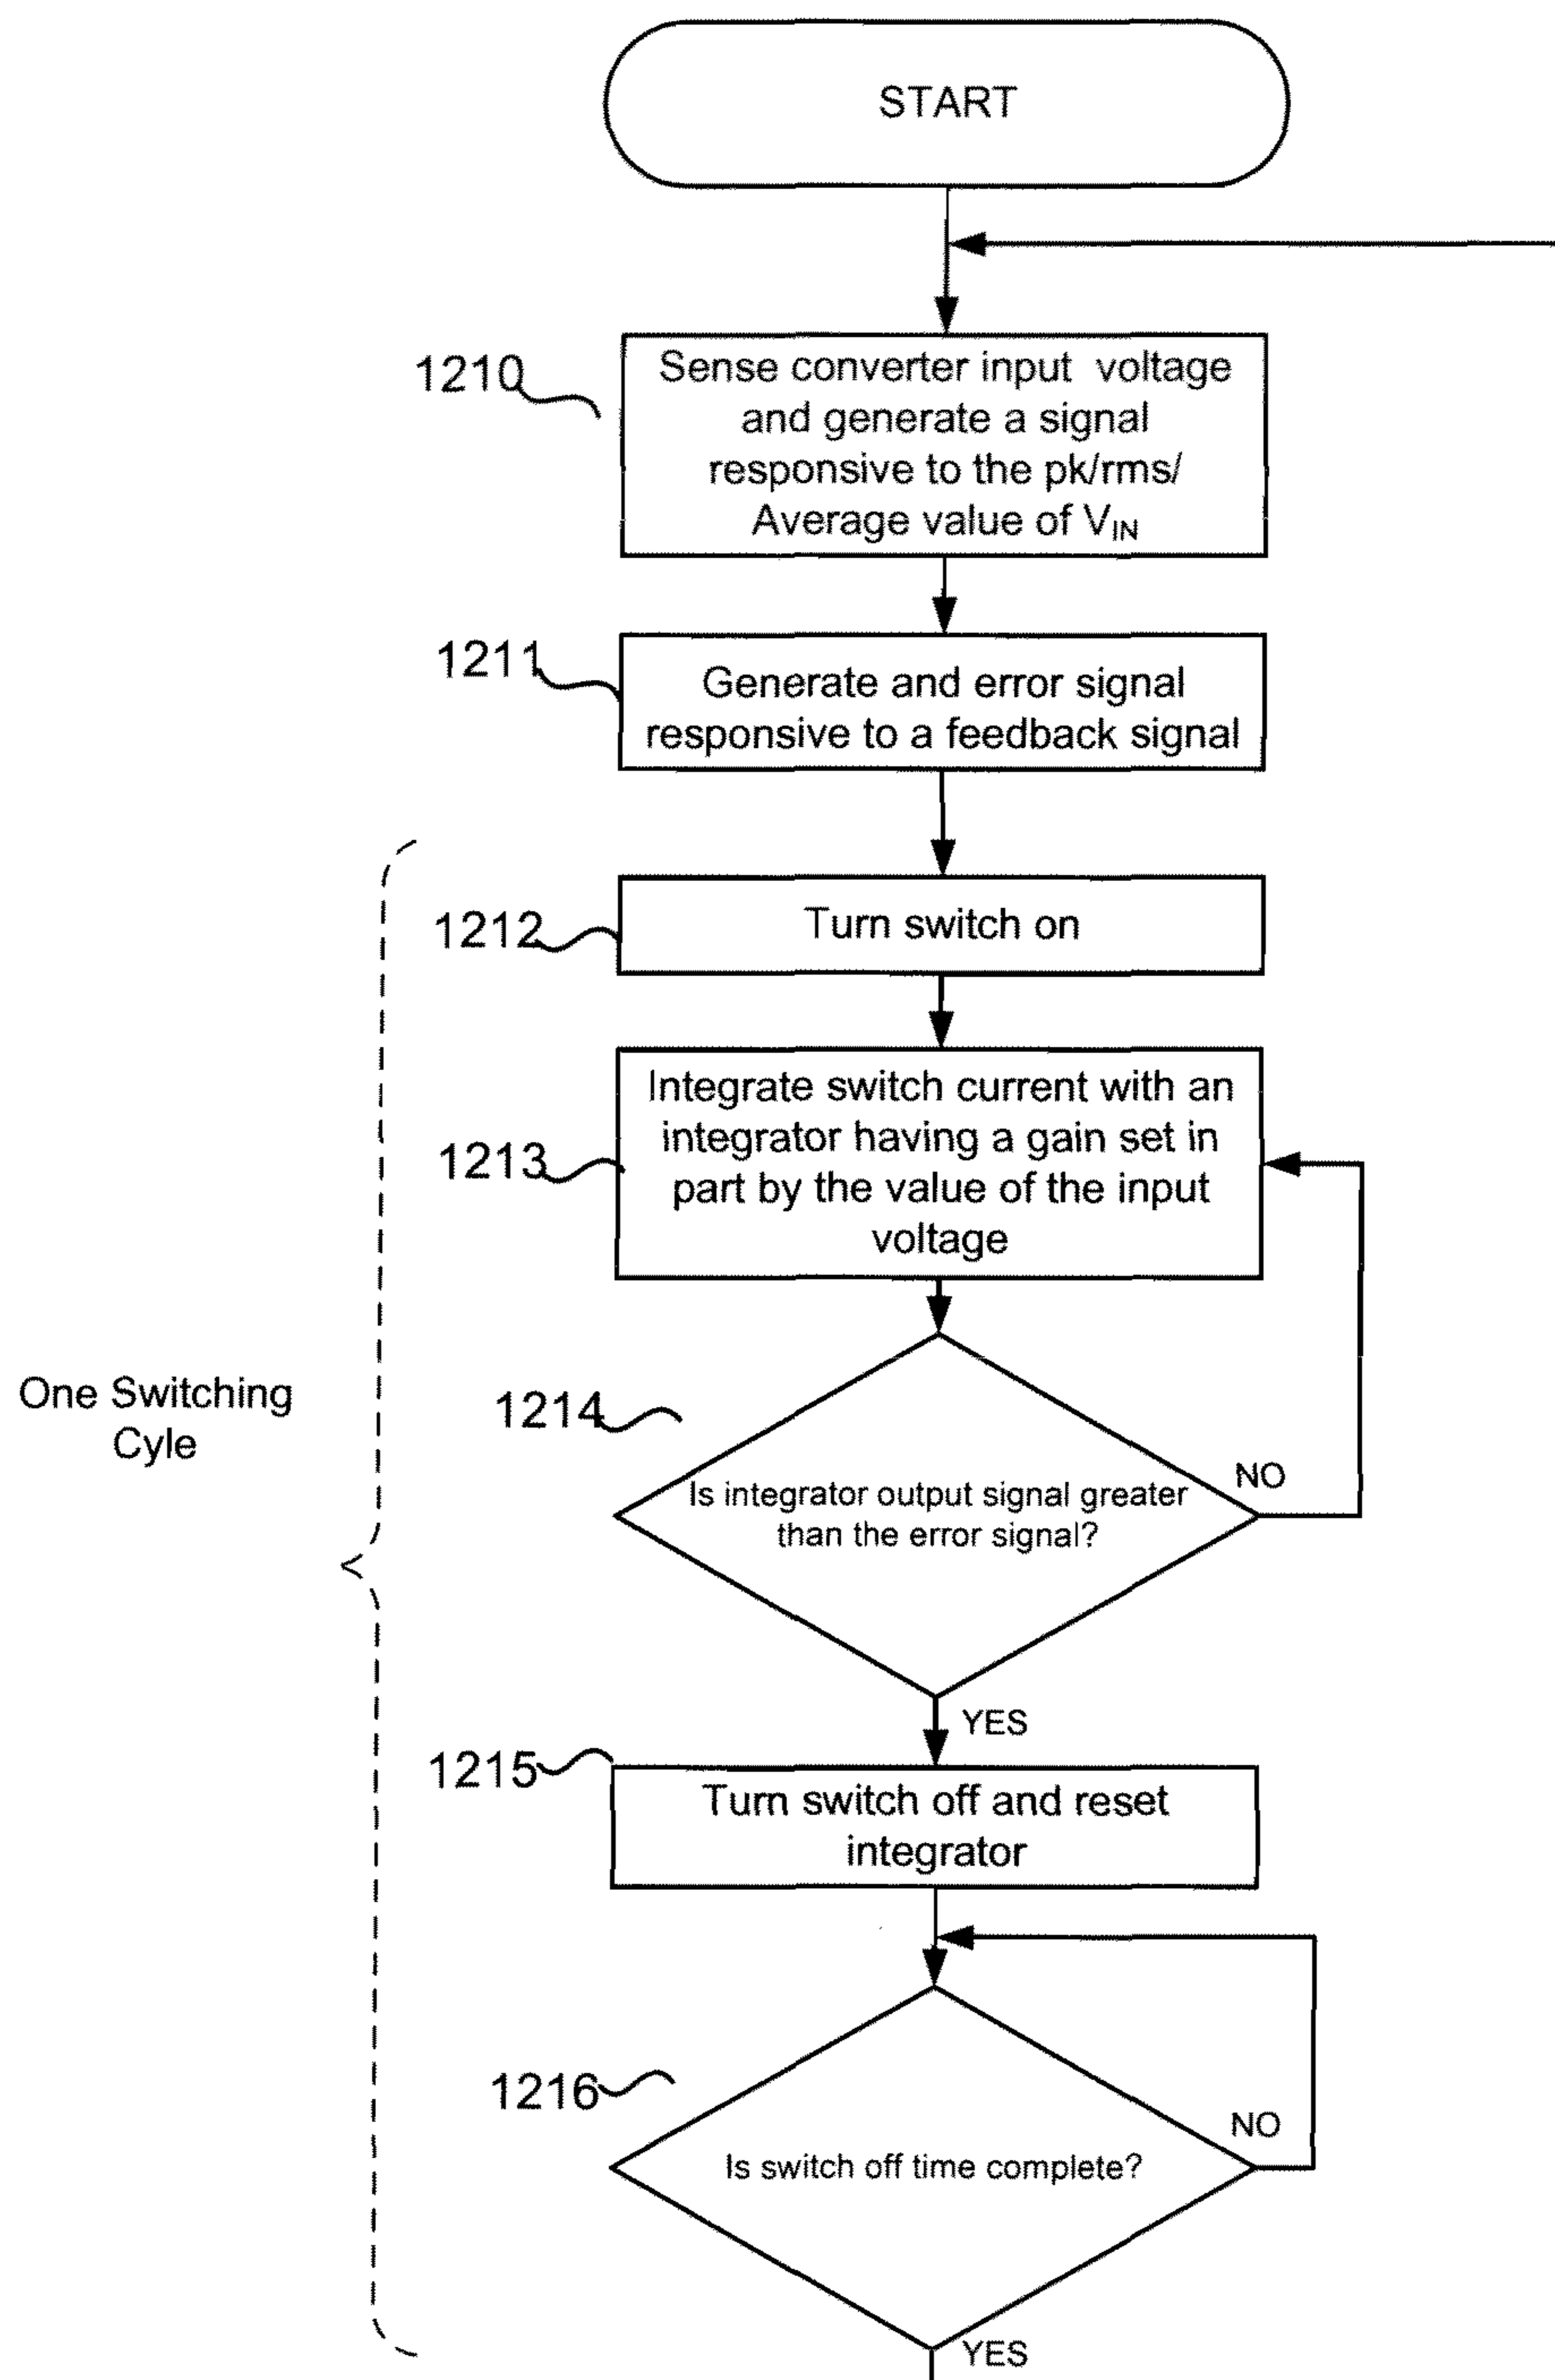 START
1210
Sense converter input voltage
and generate a signal
responsive to the pk/rms/
Average value of VIN
1211
Generate and error signal
responsive to a feedback signal
1212
Turn switch on
1213
Integrate switch current with an
integrator having a gain set in
part by the value of the input
voltage
One Switching
Cyle
1214
Is integrator output signal greater
than the error signal?
NO
YES
1215
Turn switch off and reset
integrator
1216
Is switch off time complete?
NO
YES